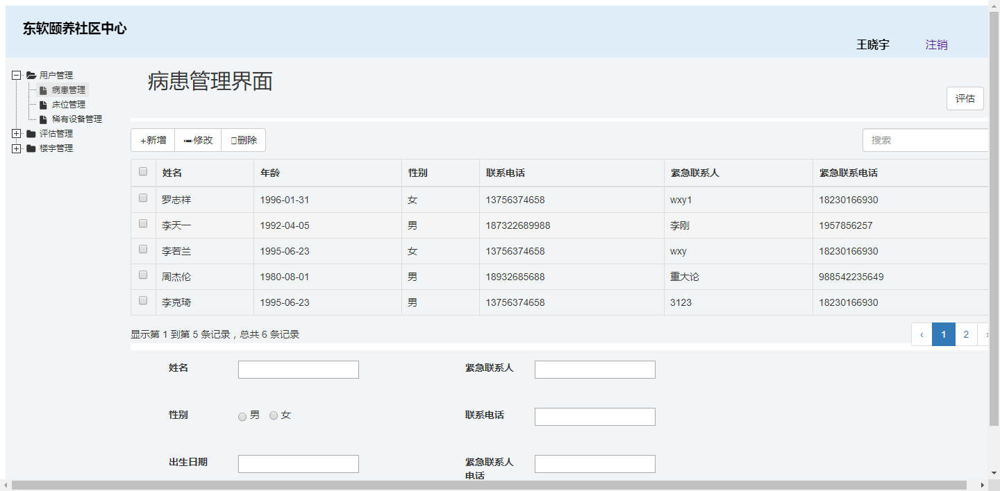 东软颐养社区中心
王晓宇 注销
用户管理
病患管理
床位管理
稀有设备管理
评估管理
楼宇管理
病患管理界面
评估
+新增 修改 删除
搜索
姓名 年龄 性别 联系电话 紧急联系人 紧急联系电话
罗志祥 1996-01-31 女 13756374658 wxy1 18230166930
李天一 1992-04-05 男 187322689988 李刚 1957856257
李若兰 1995-06-23 女 13756374658 wxy 18230166930
周杰伦 1980-08-01 男 18932685688 重大论 988542235649
李克琦 1995-06-23 男 13756374658 3123 18230166930
显示第 1 到第 5 条记录，总共 6 条记录
‹ 1 2 ›
姓名 紧急联系人
性别 男 女 联系电话
出生日期 紧急联系人
电话